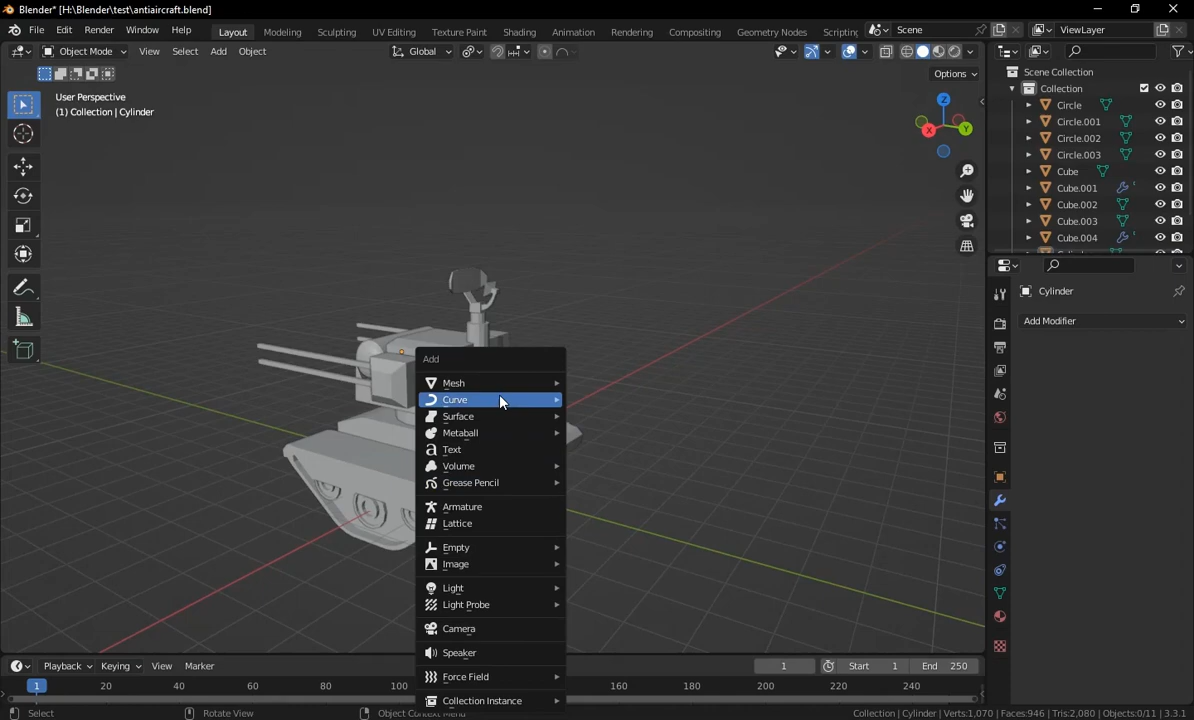 Blender* [H:\Blender\test\antiaircraft.blend]
File Edit Render Window Help Layout Modeling Sculpting UV Editing Texture Paint Shading Animation Rendering Compositing Geometry Nodes Scripting Scene ViewLayer
Object Mode View Select Add Object Global
Options
User Perspective
(1) Collection | Cylinder
Z
X
Y
Scene Collection
Collection
Circle
Circle.001
Circle.002
Circle.003
Cube
Cube.001
Cube.002
Cube.003
Cube.004
Cylinder
Add Modifier
Add
Mesh
Curve
Surface
Metaball
Text
Volume
Grease Pencil
Armature
Lattice
Empty
Image
Light
Light Probe
Camera
Speaker
Force Field
Collection Instance
Playback Keying View Marker 1 Start 1 End 250
1 20 40 60 80 100 160 180 200 220 240
Select Rotate View Object Context Menu Collection | Cylinder | Verts:1,070 | Faces:946 | Tris:2,080 | Objects:0/11 | 3.3.1